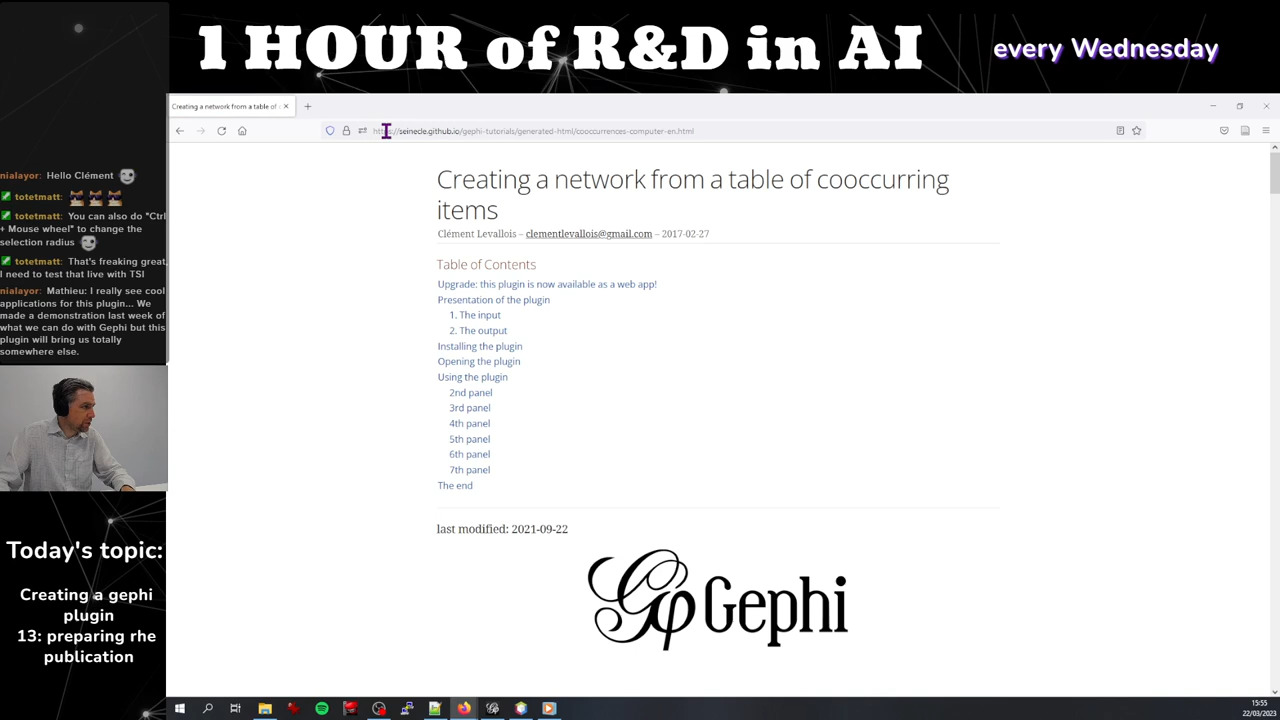 1 HOUR of R&D in AI
every Wednesday
Creating a network from a table of c
https://seinecle.github.io/gephi-tutorials/generated-html/cooccurrences-computer-en.html
nialayor: Hello Clément
totetmatt:
totetmatt: You can also do "Ctrl
+ Mouse wheel" to change the
selection radius
totetmatt: That's freaking great,
I need to test that live with TSI
nialayor: Mathieu: I really see cool
applications for this plugin... We
made a demonstration last week of
what we can do with Gephi but this
plugin will bring us totally
somewhere else.
Today's topic:
Creating a gephi
plugin
13: preparing rhe
publication
Creating a network from a table of cooccurring
items
Clément Levallois – clementlevallois@gmail.com – 2017-02-27
Table of Contents
Upgrade: this plugin is now available as a web app!
Presentation of the plugin
1. The input
2. The output
Installing the plugin
Opening the plugin
Using the plugin
2nd panel
3rd panel
4th panel
5th panel
6th panel
7th panel
The end
last modified: 2021-09-22
Gephi
15:55
22/03/2023